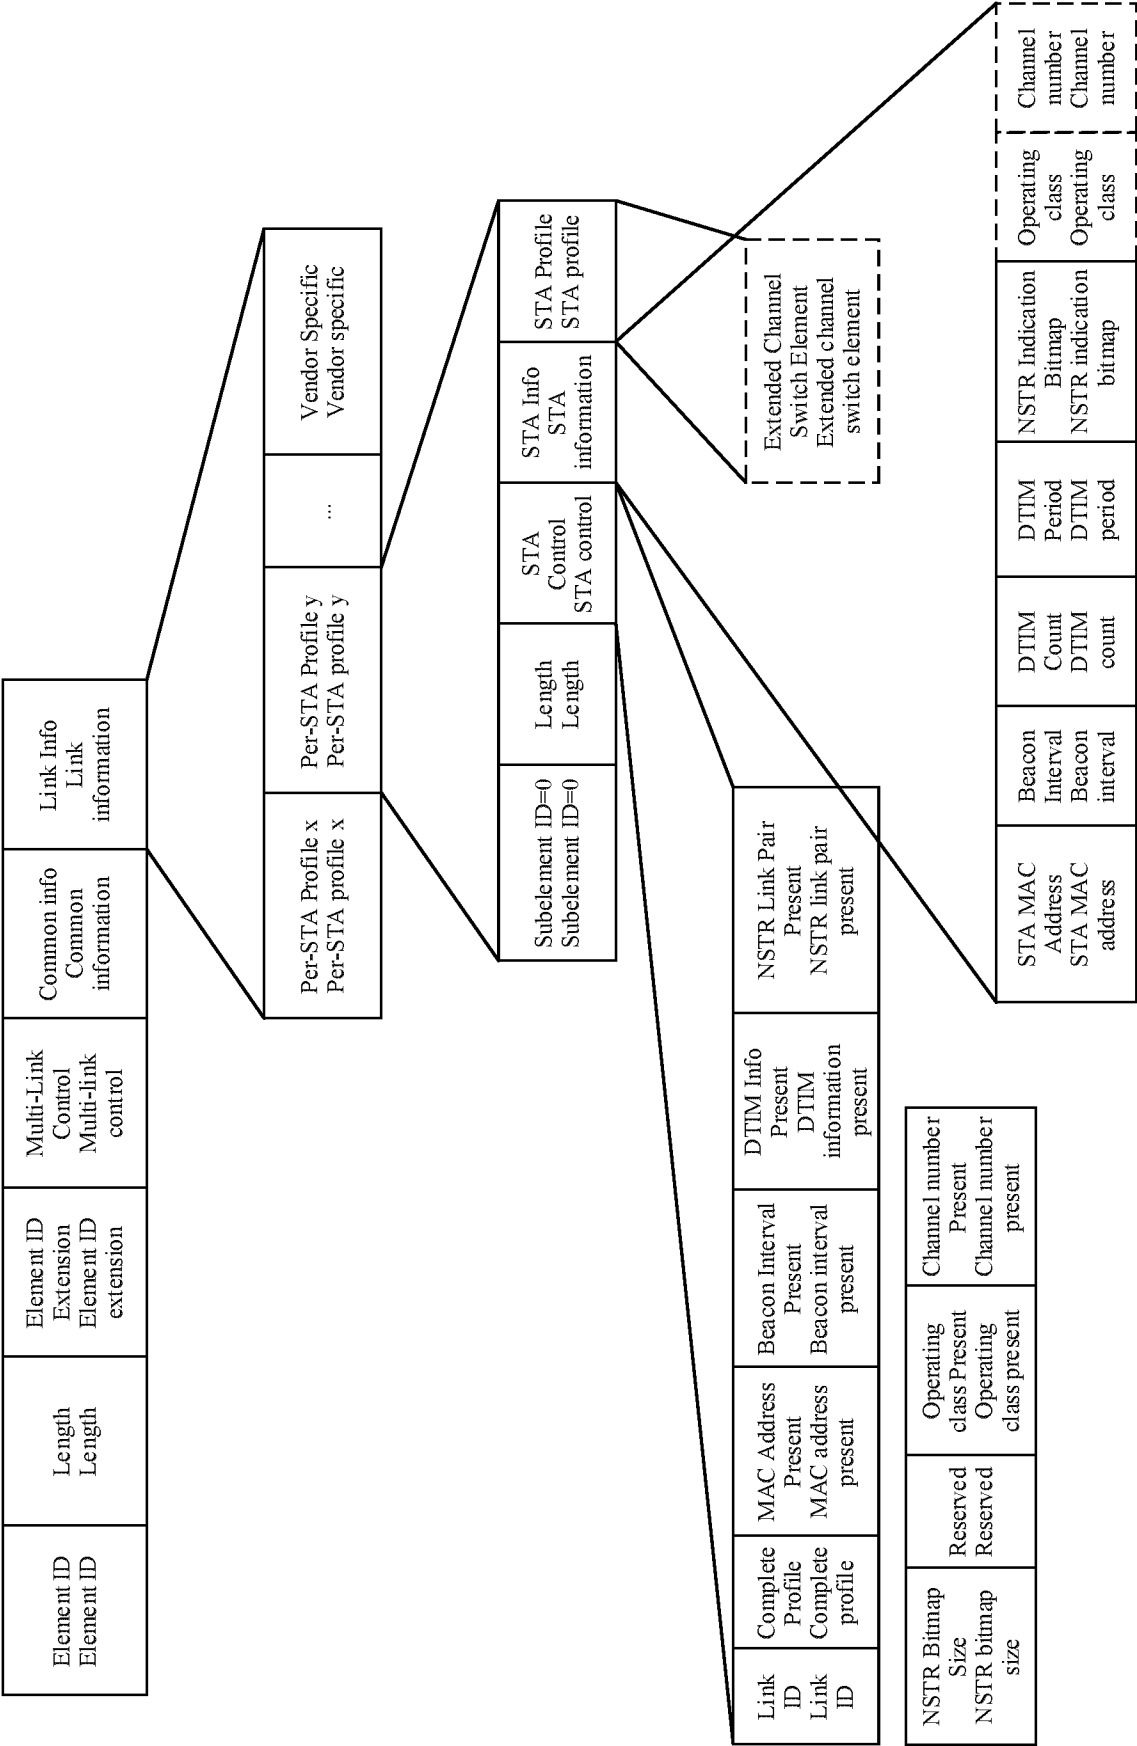 Element ID
Element ID
Length
Length
Element ID
Extension
Element ID
extension
Multi-Link
Control
Multi-link
control
Common info
Common
information
Link Info
Link
information
Per-STA Profile x
Per-STA profile x
Per-STA Profile y
Per-STA profile y
...
Vendor Specific
Vendor specific
Subelement ID=0
Subelement ID=0
Length
Length
STA
Control
STA control
STA Info
STA
information
STA Profile
STA profile
Link
ID
Link
ID
Complete
Profile
Complete
profile
MAC Address
Present
MAC address
present
Beacon Interval
Present
Beacon interval
present
DTIM Info
Present
DTIM
information
present
NSTR Link Pair
Present
NSTR link pair
present
Extended Channel
Switch Element
Extended channel
switch element
NSTR Bitmap
Size
NSTR bitmap
size
Reserved
Reserved
Operating
class Present
Operating
class present
Channel number
Present
Channel number
present
STA MAC
Address
STA MAC
address
Beacon
Interval
Beacon
interval
DTIM
Count
DTIM
count
DTIM
Period
DTIM
period
NSTR Indication
Bitmap
NSTR indication
bitmap
Operating
class
Operating
class
Channel
number
Channel
number